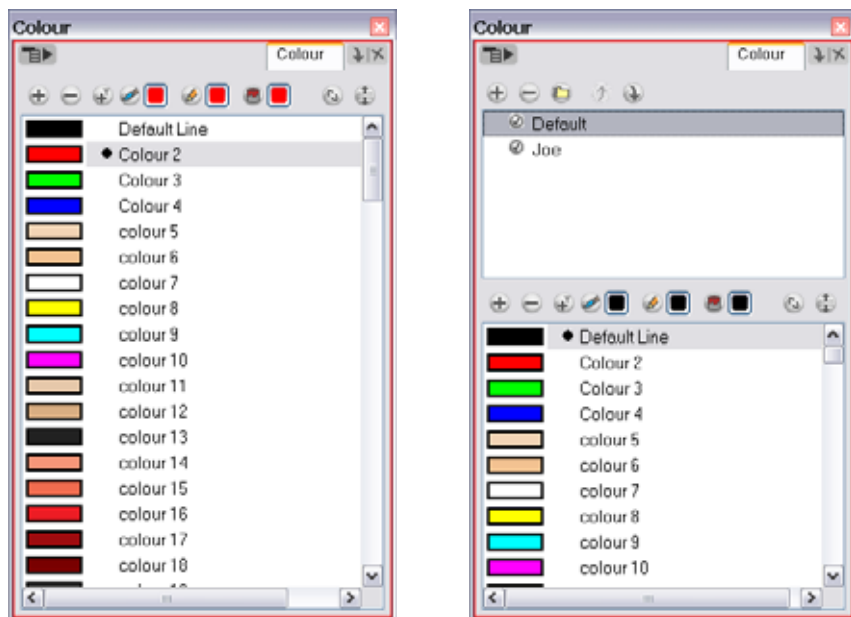 Colour
Colour
Default Line
Colour 2
Colour 3
Colour 4
colour 5
colour 6
colour 7
colour 8
colour 9
colour 10
colour 11
colour 12
colour 13
colour 14
colour 15
colour 16
colour 17
colour 18
Colour
Colour
Default
Joe
Default Line
Colour 2
Colour 3
Colour 4
colour 5
colour 6
colour 7
colour 8
colour 9
colour 10